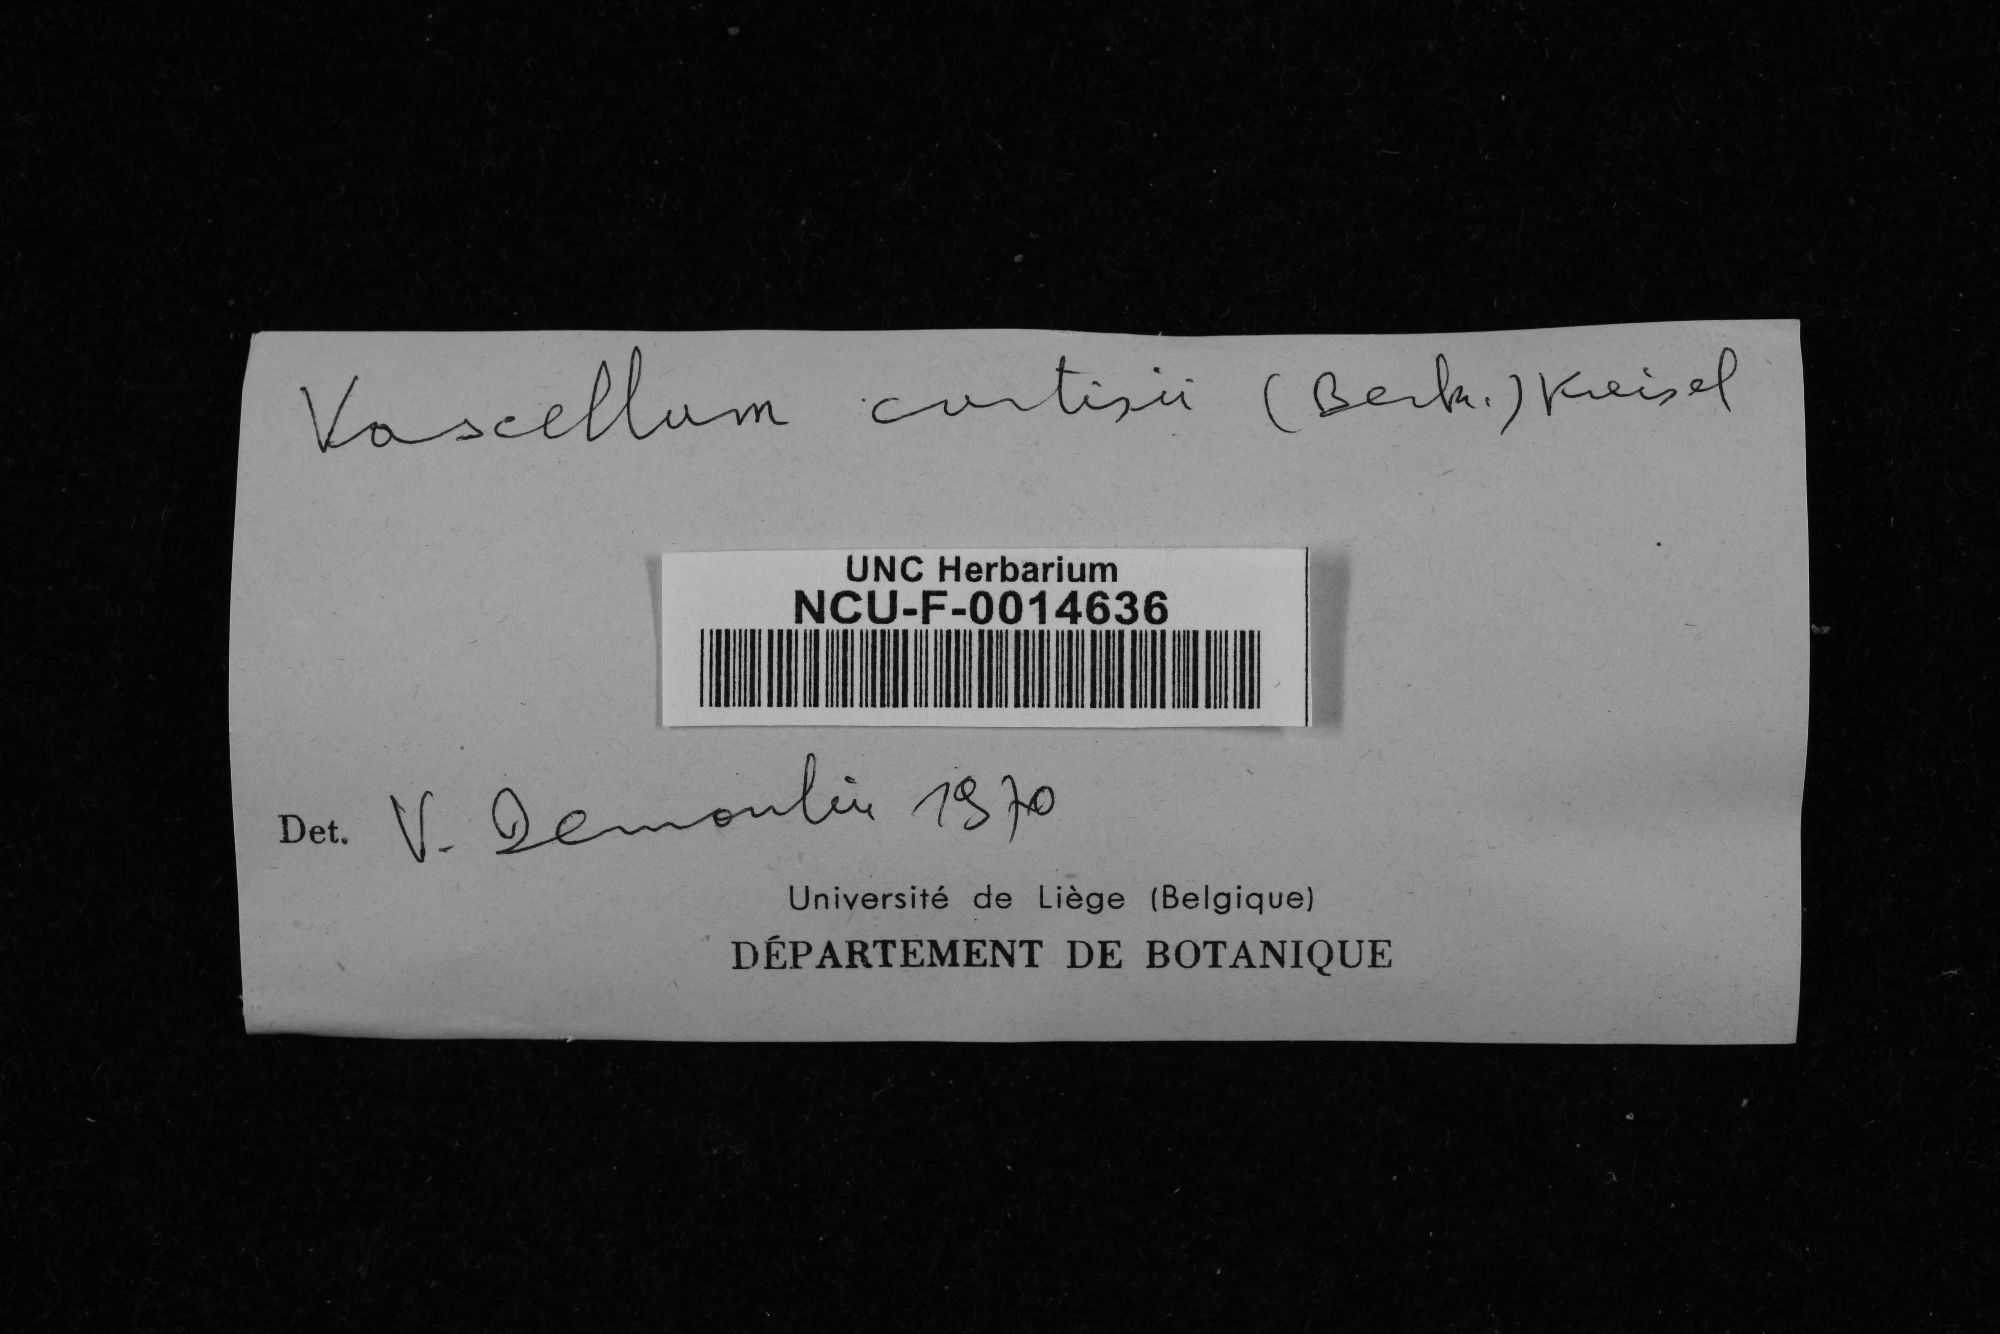 Vascellum curtisii (Berk.) Kreisel
UNC Herbarium
NCU-F-0014636
Det. V. Demoulin 1970
Université de Liège (Belgique)
DÉPARTEMENT DE BOTANIQUE